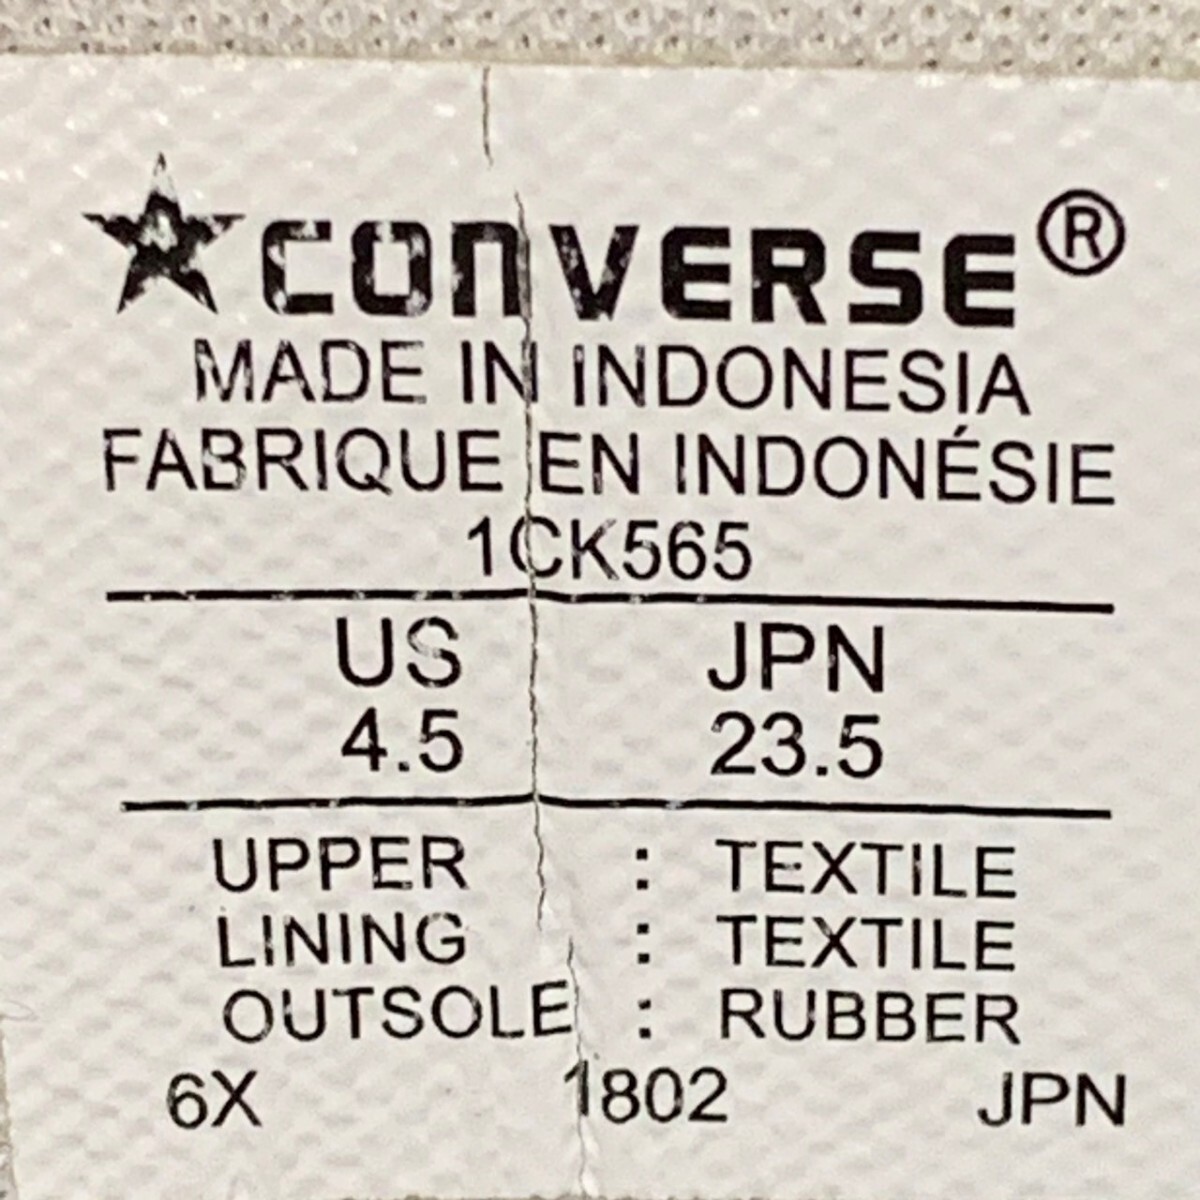 CONVERSE®
MADE IN INDONESIA
FABRIQUE EN INDONÉSIE
1CK565
US JPN
4.5 23.5
UPPER : TEXTILE
LINING : TEXTILE
OUTSOLE : RUBBER
6X 1802 JPN